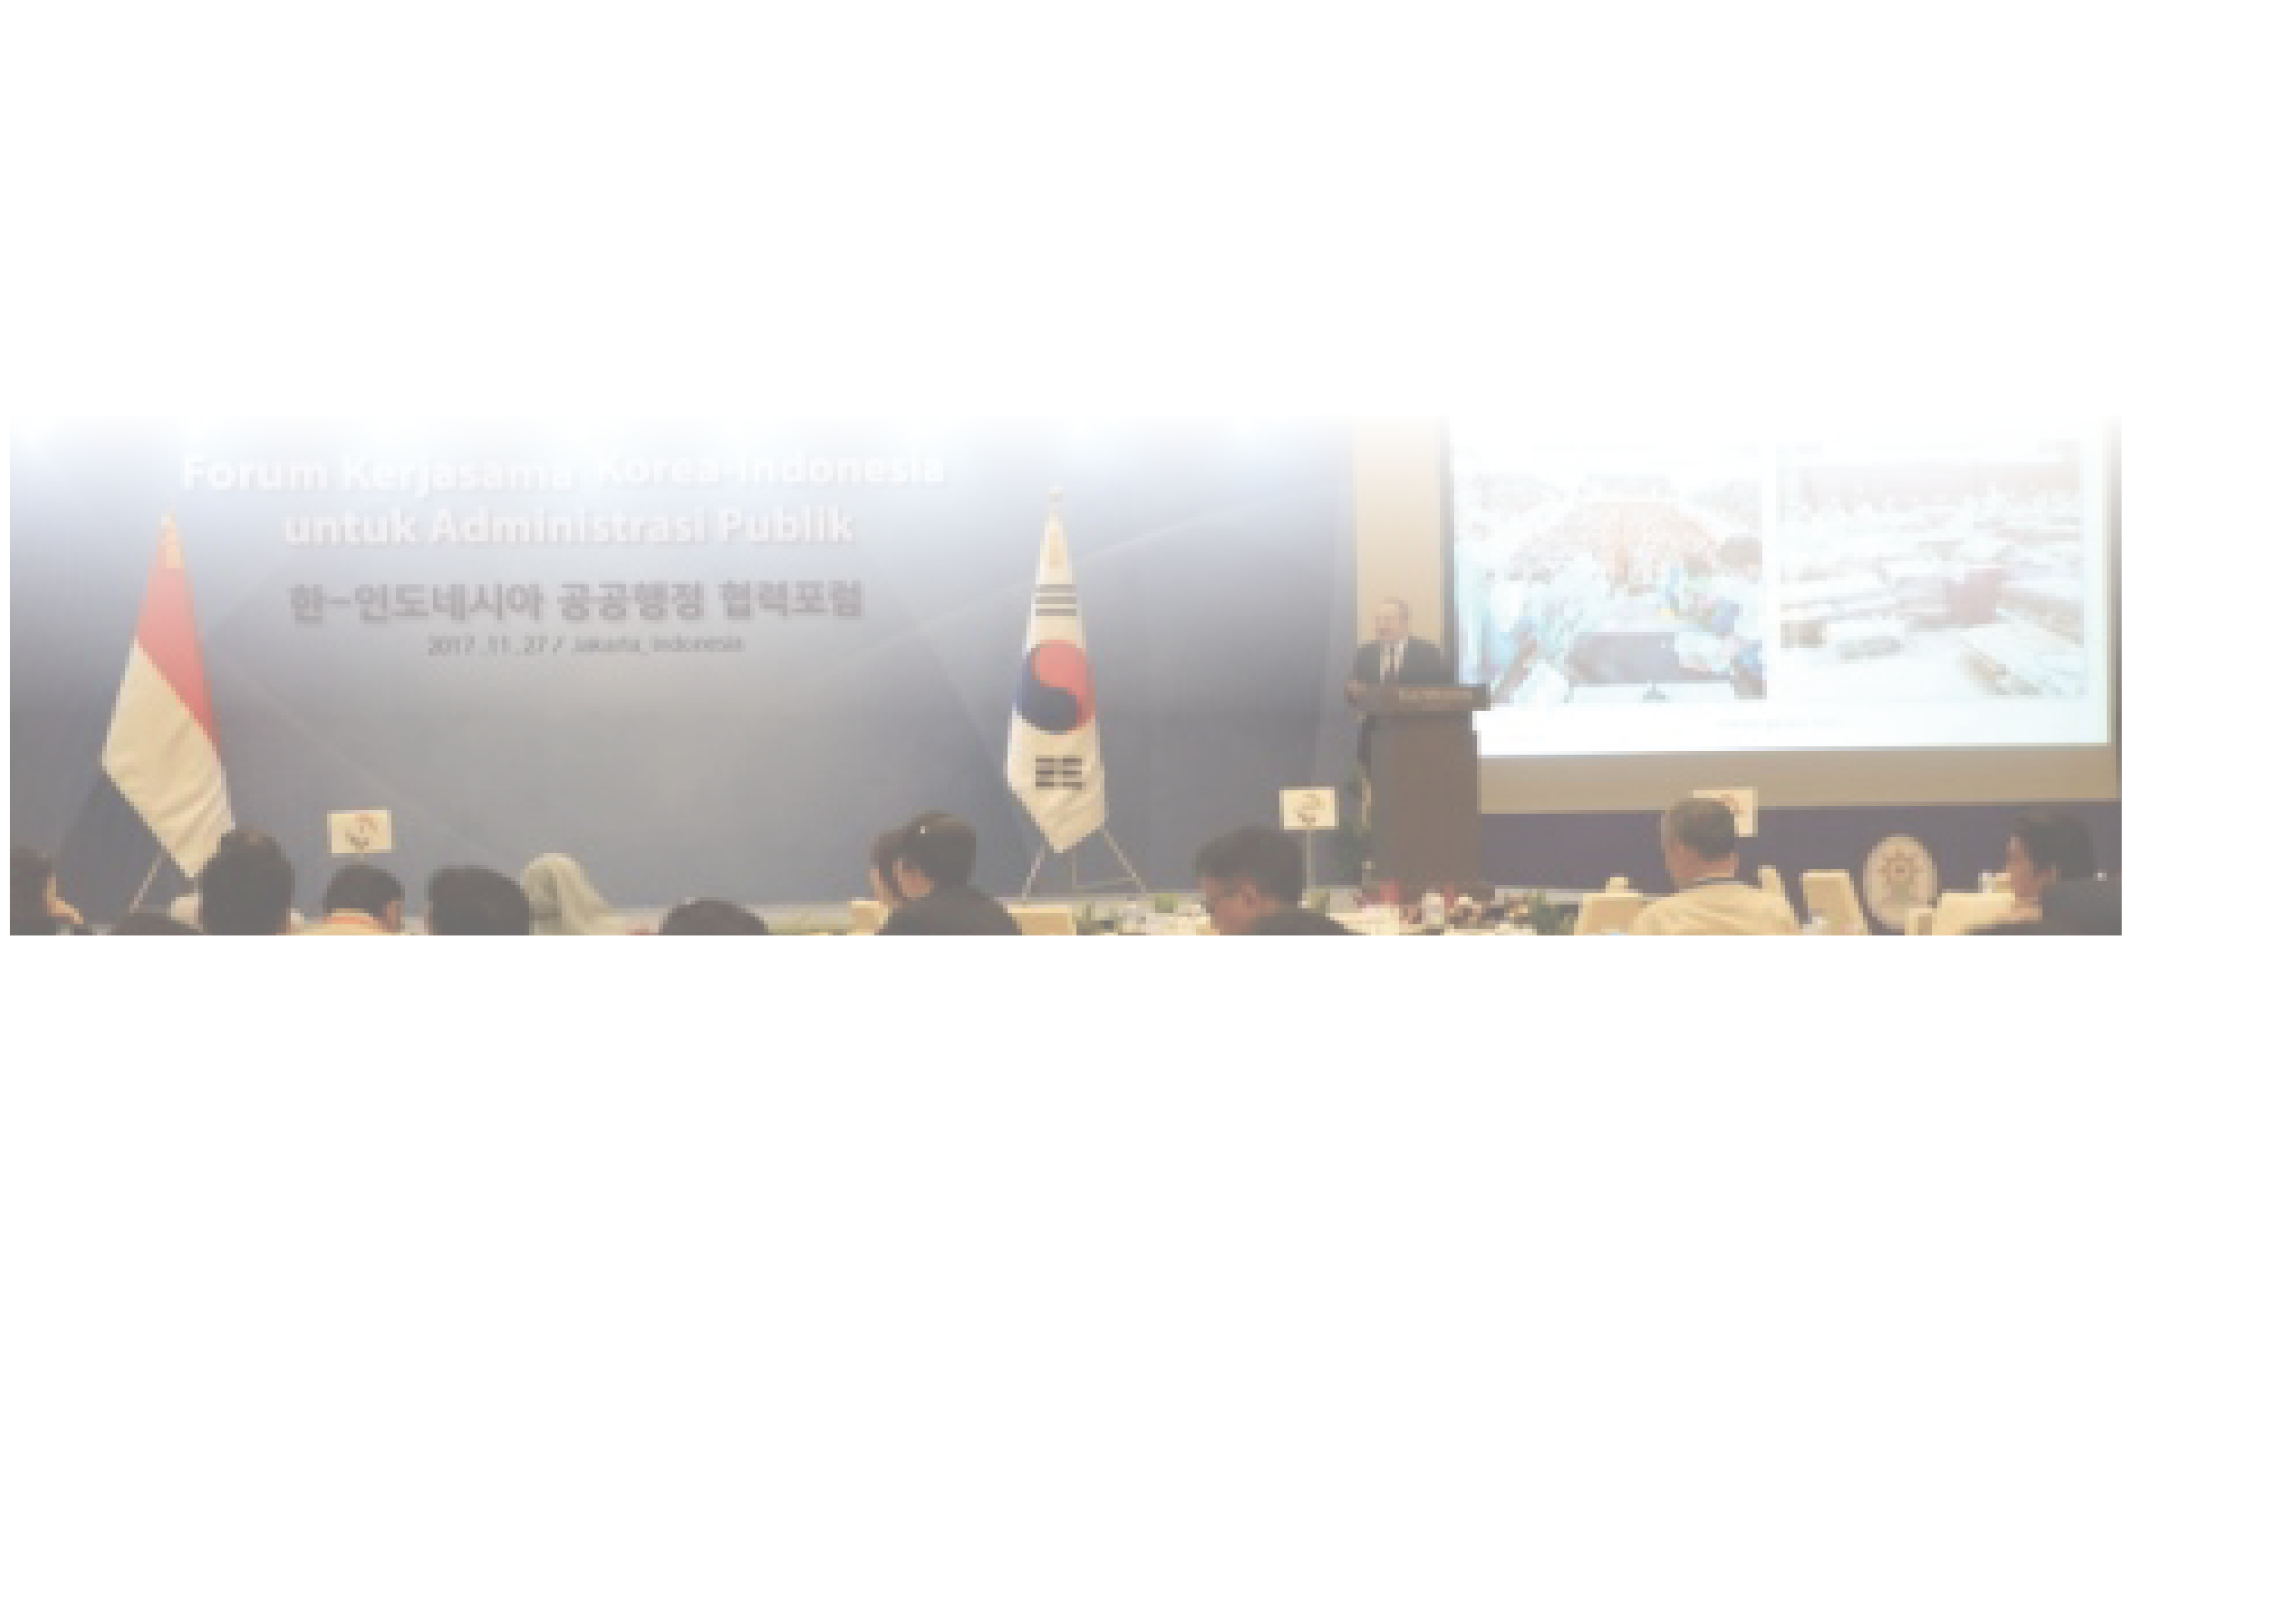 Forum Kerjasama Korea-Indonesia
untuk Administrasi Publik
한-인도네시아 공공행정 협력포럼
2017.11.27 / Jakarta, Indonesia